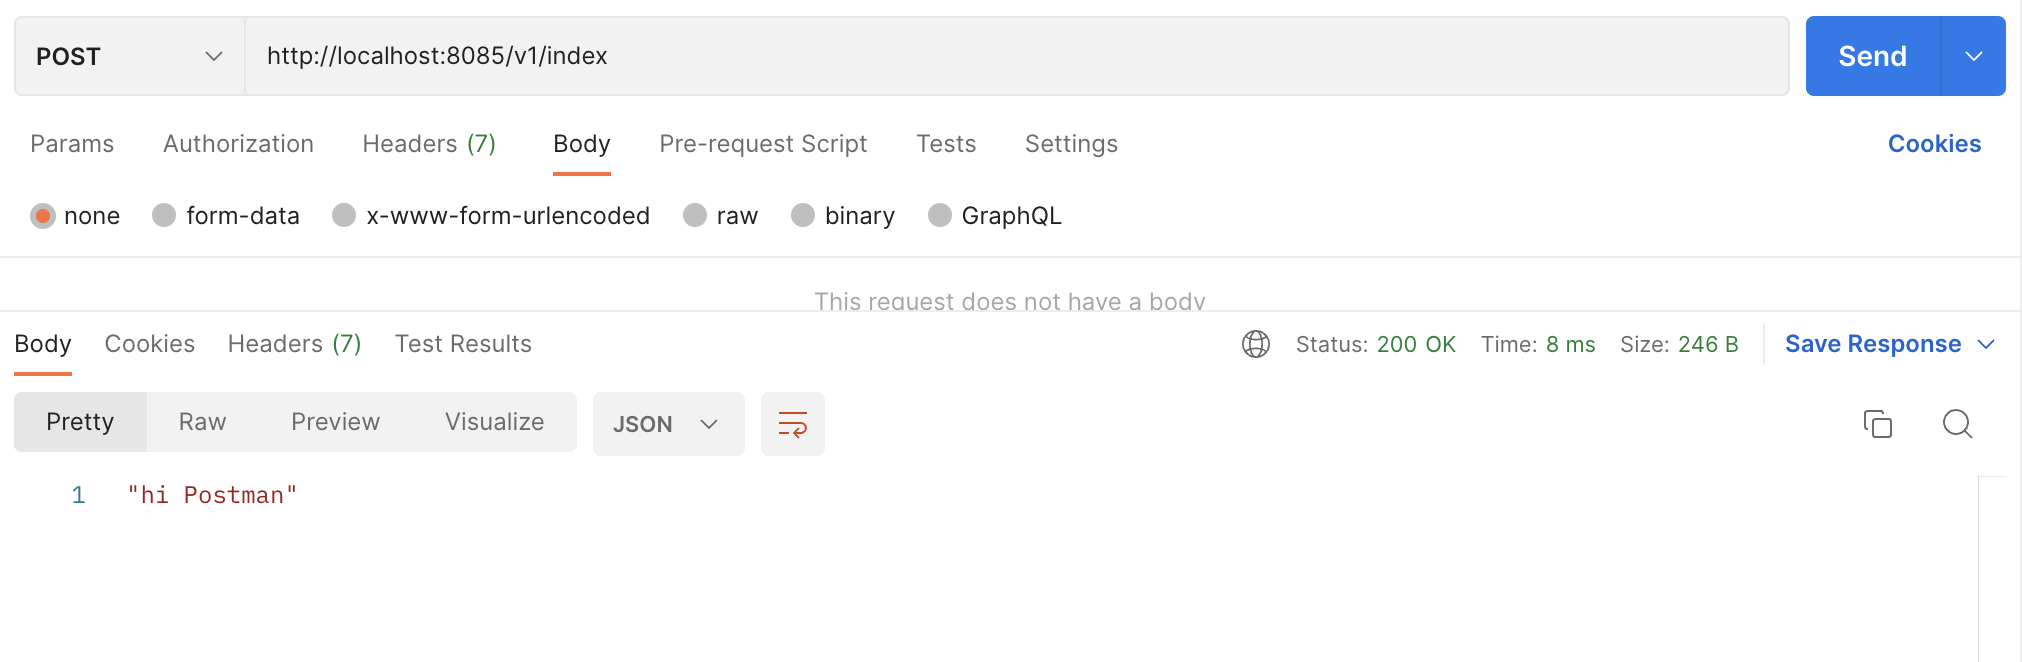 POST http://localhost:8085/v1/index Send
Params Authorization Headers (7) Body Pre-request Script Tests Settings Cookies
none form-data x-www-form-urlencoded raw binary GraphQL
This request does not have a body
Body Cookies Headers (7) Test Results Status: 200 OK Time: 8 ms Size: 246 B Save Response
Pretty Raw Preview Visualize JSON
1 "hi Postman"